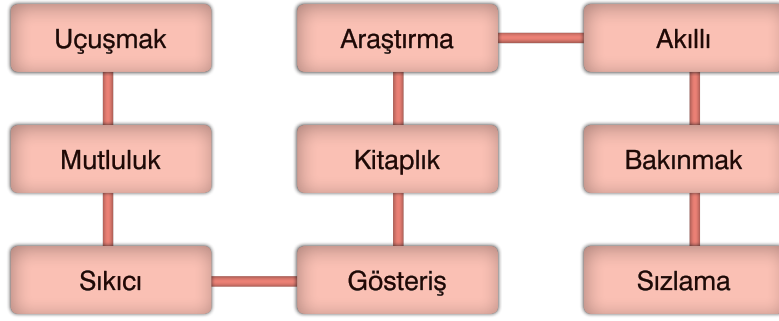 Uçuşmak
Araştırma
Akıllı
Mutluluk
Kitaplık
Bakınmak
Sıkıcı
Gösteriş
Sızlama